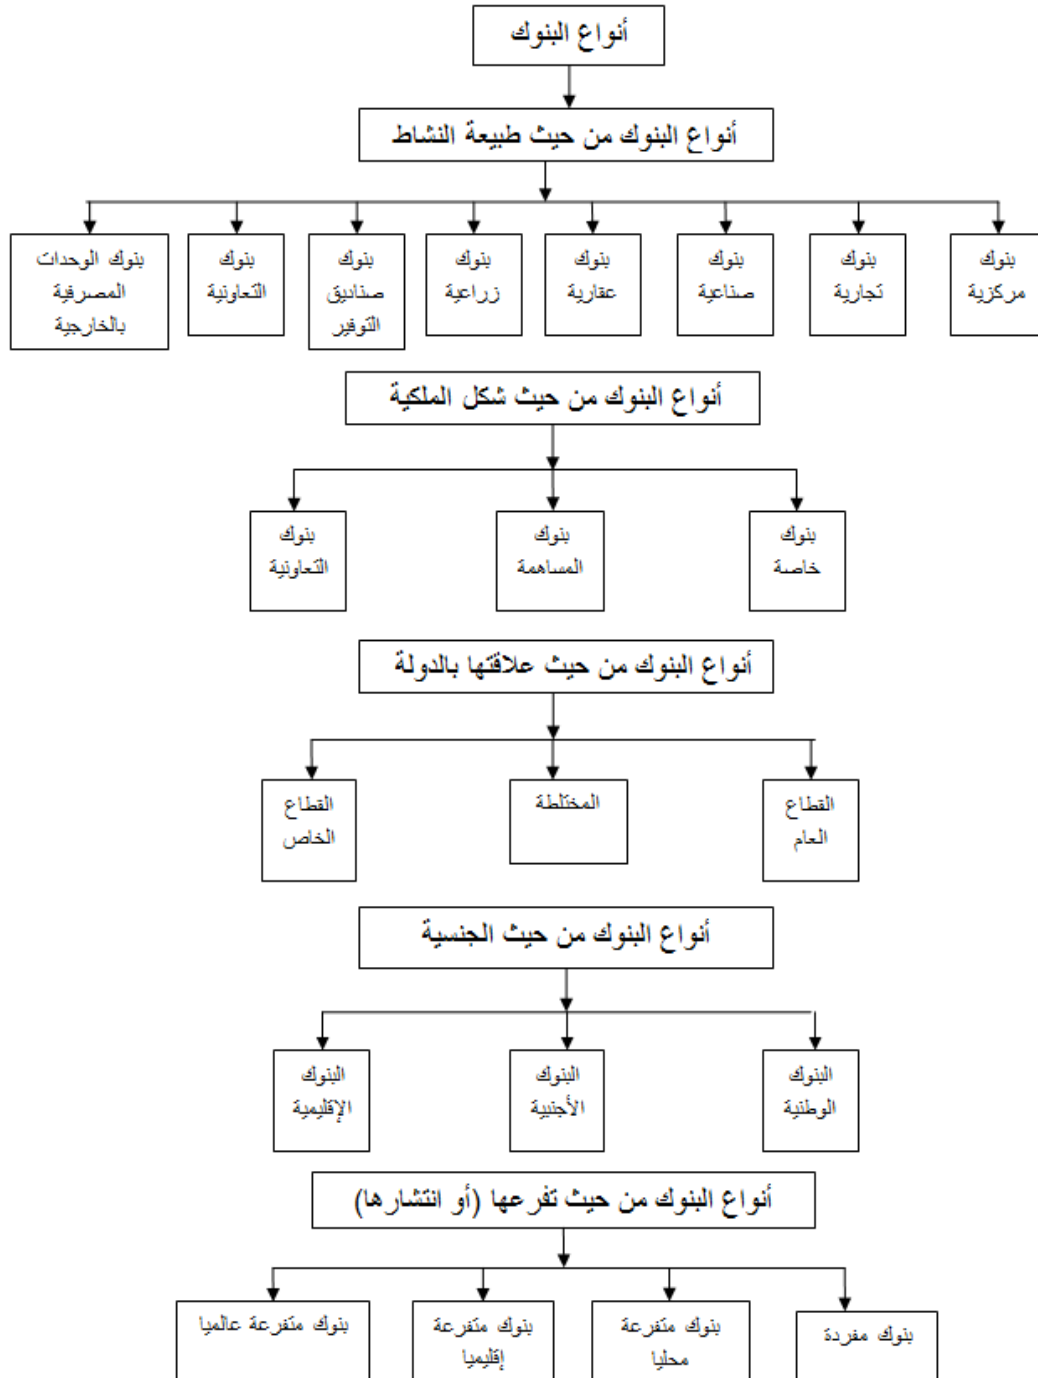 أنواع البنوك
أنواع البنوك من حيث طبيعة النشاط
بنوك
مركزية
بنوك
تجارية
بنوك
صناعية
بنوك
عقارية
بنوك
زراعية
بنوك
صناديق
التوفير
بنوك
التعاونية
بنوك الوحدات
المصرفية
بالخارجية
أنواع البنوك من حيث شكل الملكية
بنوك
خاصة
بنوك
المساهمة
بنوك
التعاونية
أنواع البنوك من حيث علاقتها بالدولة
القطاع
العام
المختلطة
القطاع
الخاص
أنواع البنوك من حيث الجنسية
البنوك
الوطنية
البنوك
الأجنبية
البنوك
الإقليمية
أنواع البنوك من حيث تفرعها (أو انتشارها)
بنوك مفردة
بنوك متفرعة
محليا
بنوك متفرعة
إقليميا
بنوك متفرعة عالميا